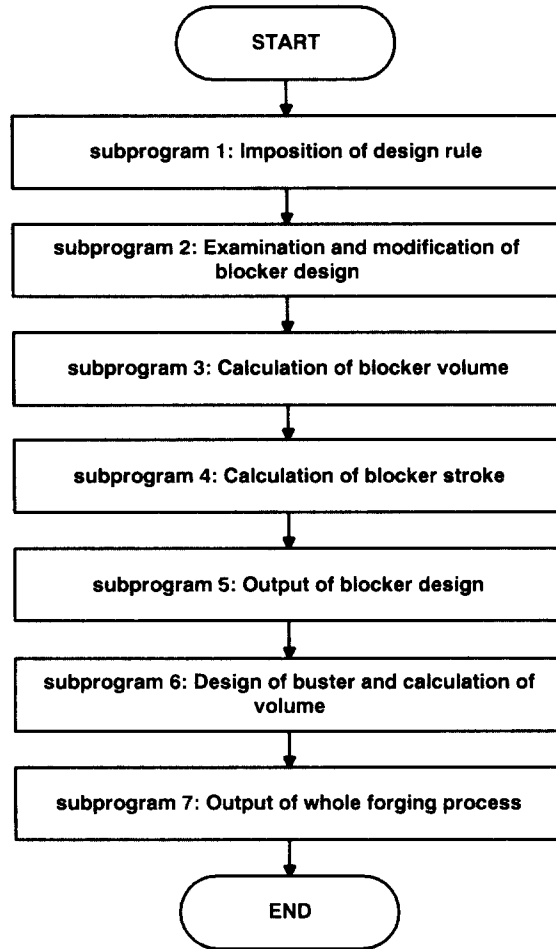 START
subprogram 1: Imposition of design rule
subprogram 2: Examination and modification of
blocker design
subprogram 3: Calculation of blocker volume
subprogram 4: Calculation of blocker stroke
subprogram 5: Output of blocker design
subprogram 6: Design of buster and calculation of
volume
subprogram 7: Output of whole forging process
END